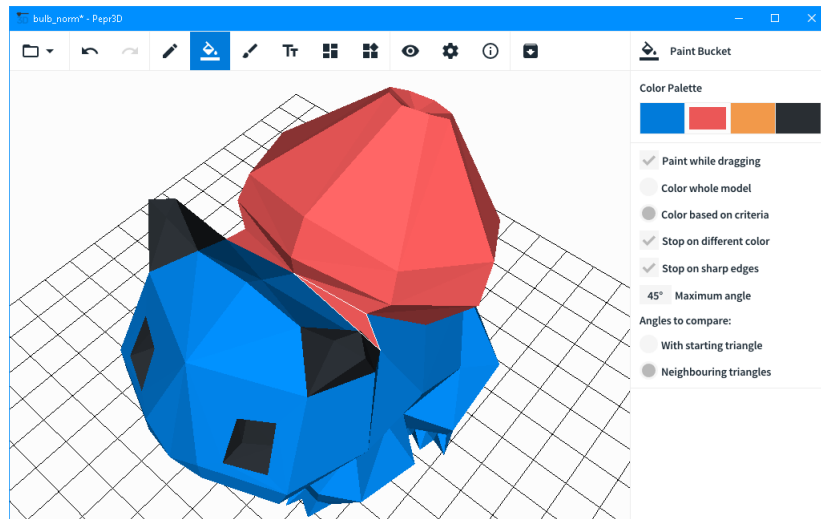 bulb_norm* - Pepr3D
Tт
Paint Bucket
Color Palette
Paint while dragging
Color whole model
Color based on criteria
Stop on different color
Stop on sharp edges
45° Maximum angle
Angles to compare:
With starting triangle
Neighbouring triangles